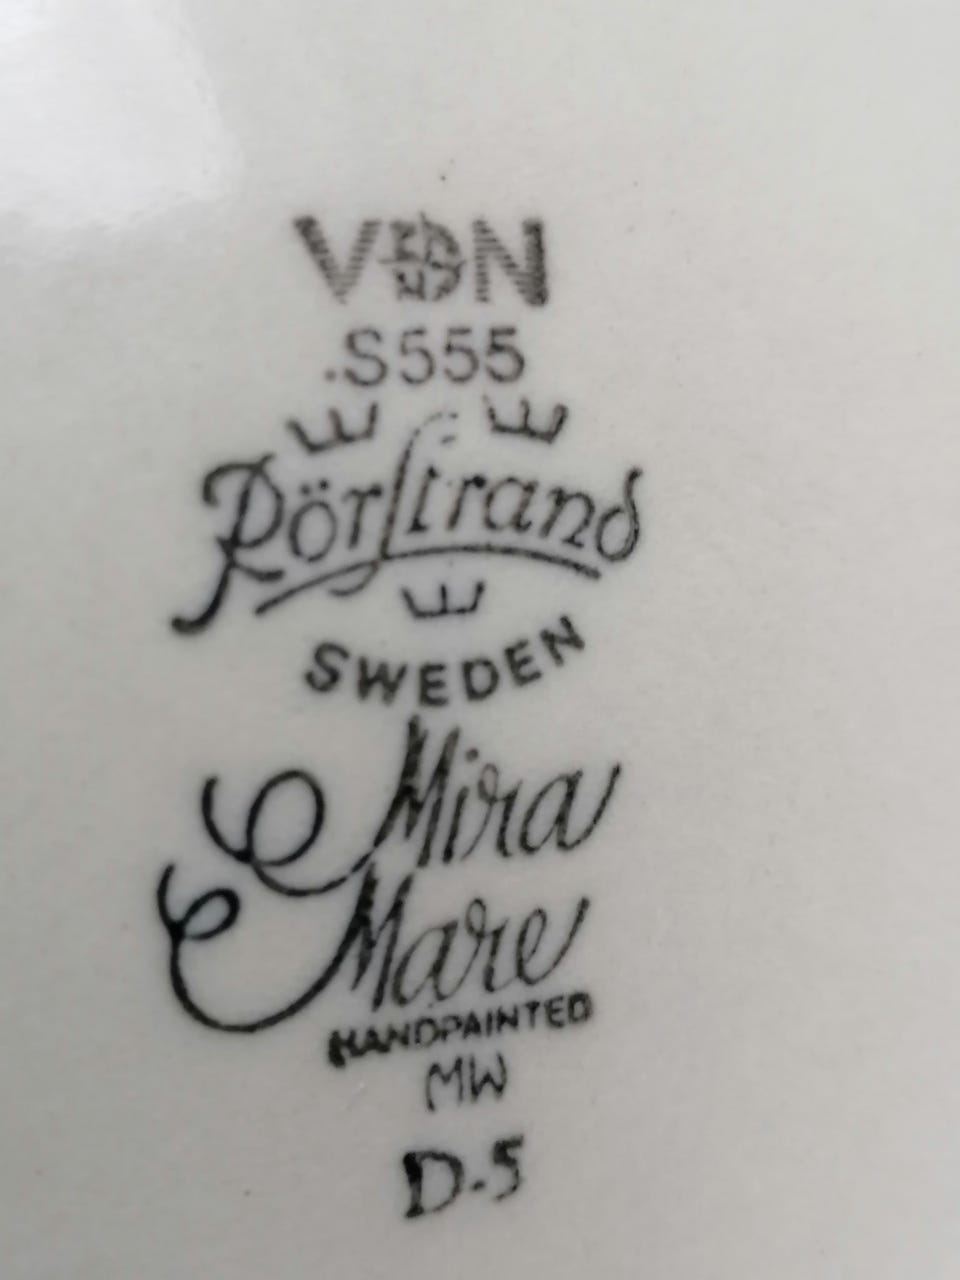 VDN
.S555
Rörstrand
SWEDEN
Mira
Mare
HANDPAINTED
MW
D-5